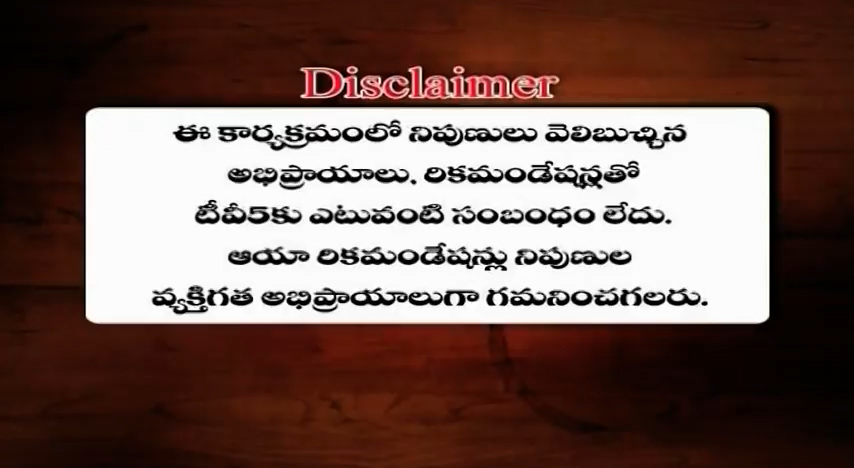 Disclaimer
ఈ కార్యక్రమంలో నిపుణులు వెలిబుచ్చిన
అభిప్రాయాలు, రికమండేషన్లతో
టీవీ5కు ఎటువంటి సంబంధం లేదు.
ఆయా రికమండేషన్లు నిపుణుల
వ్యక్తిగత అభిప్రాయాలుగా గమనించగలరు.